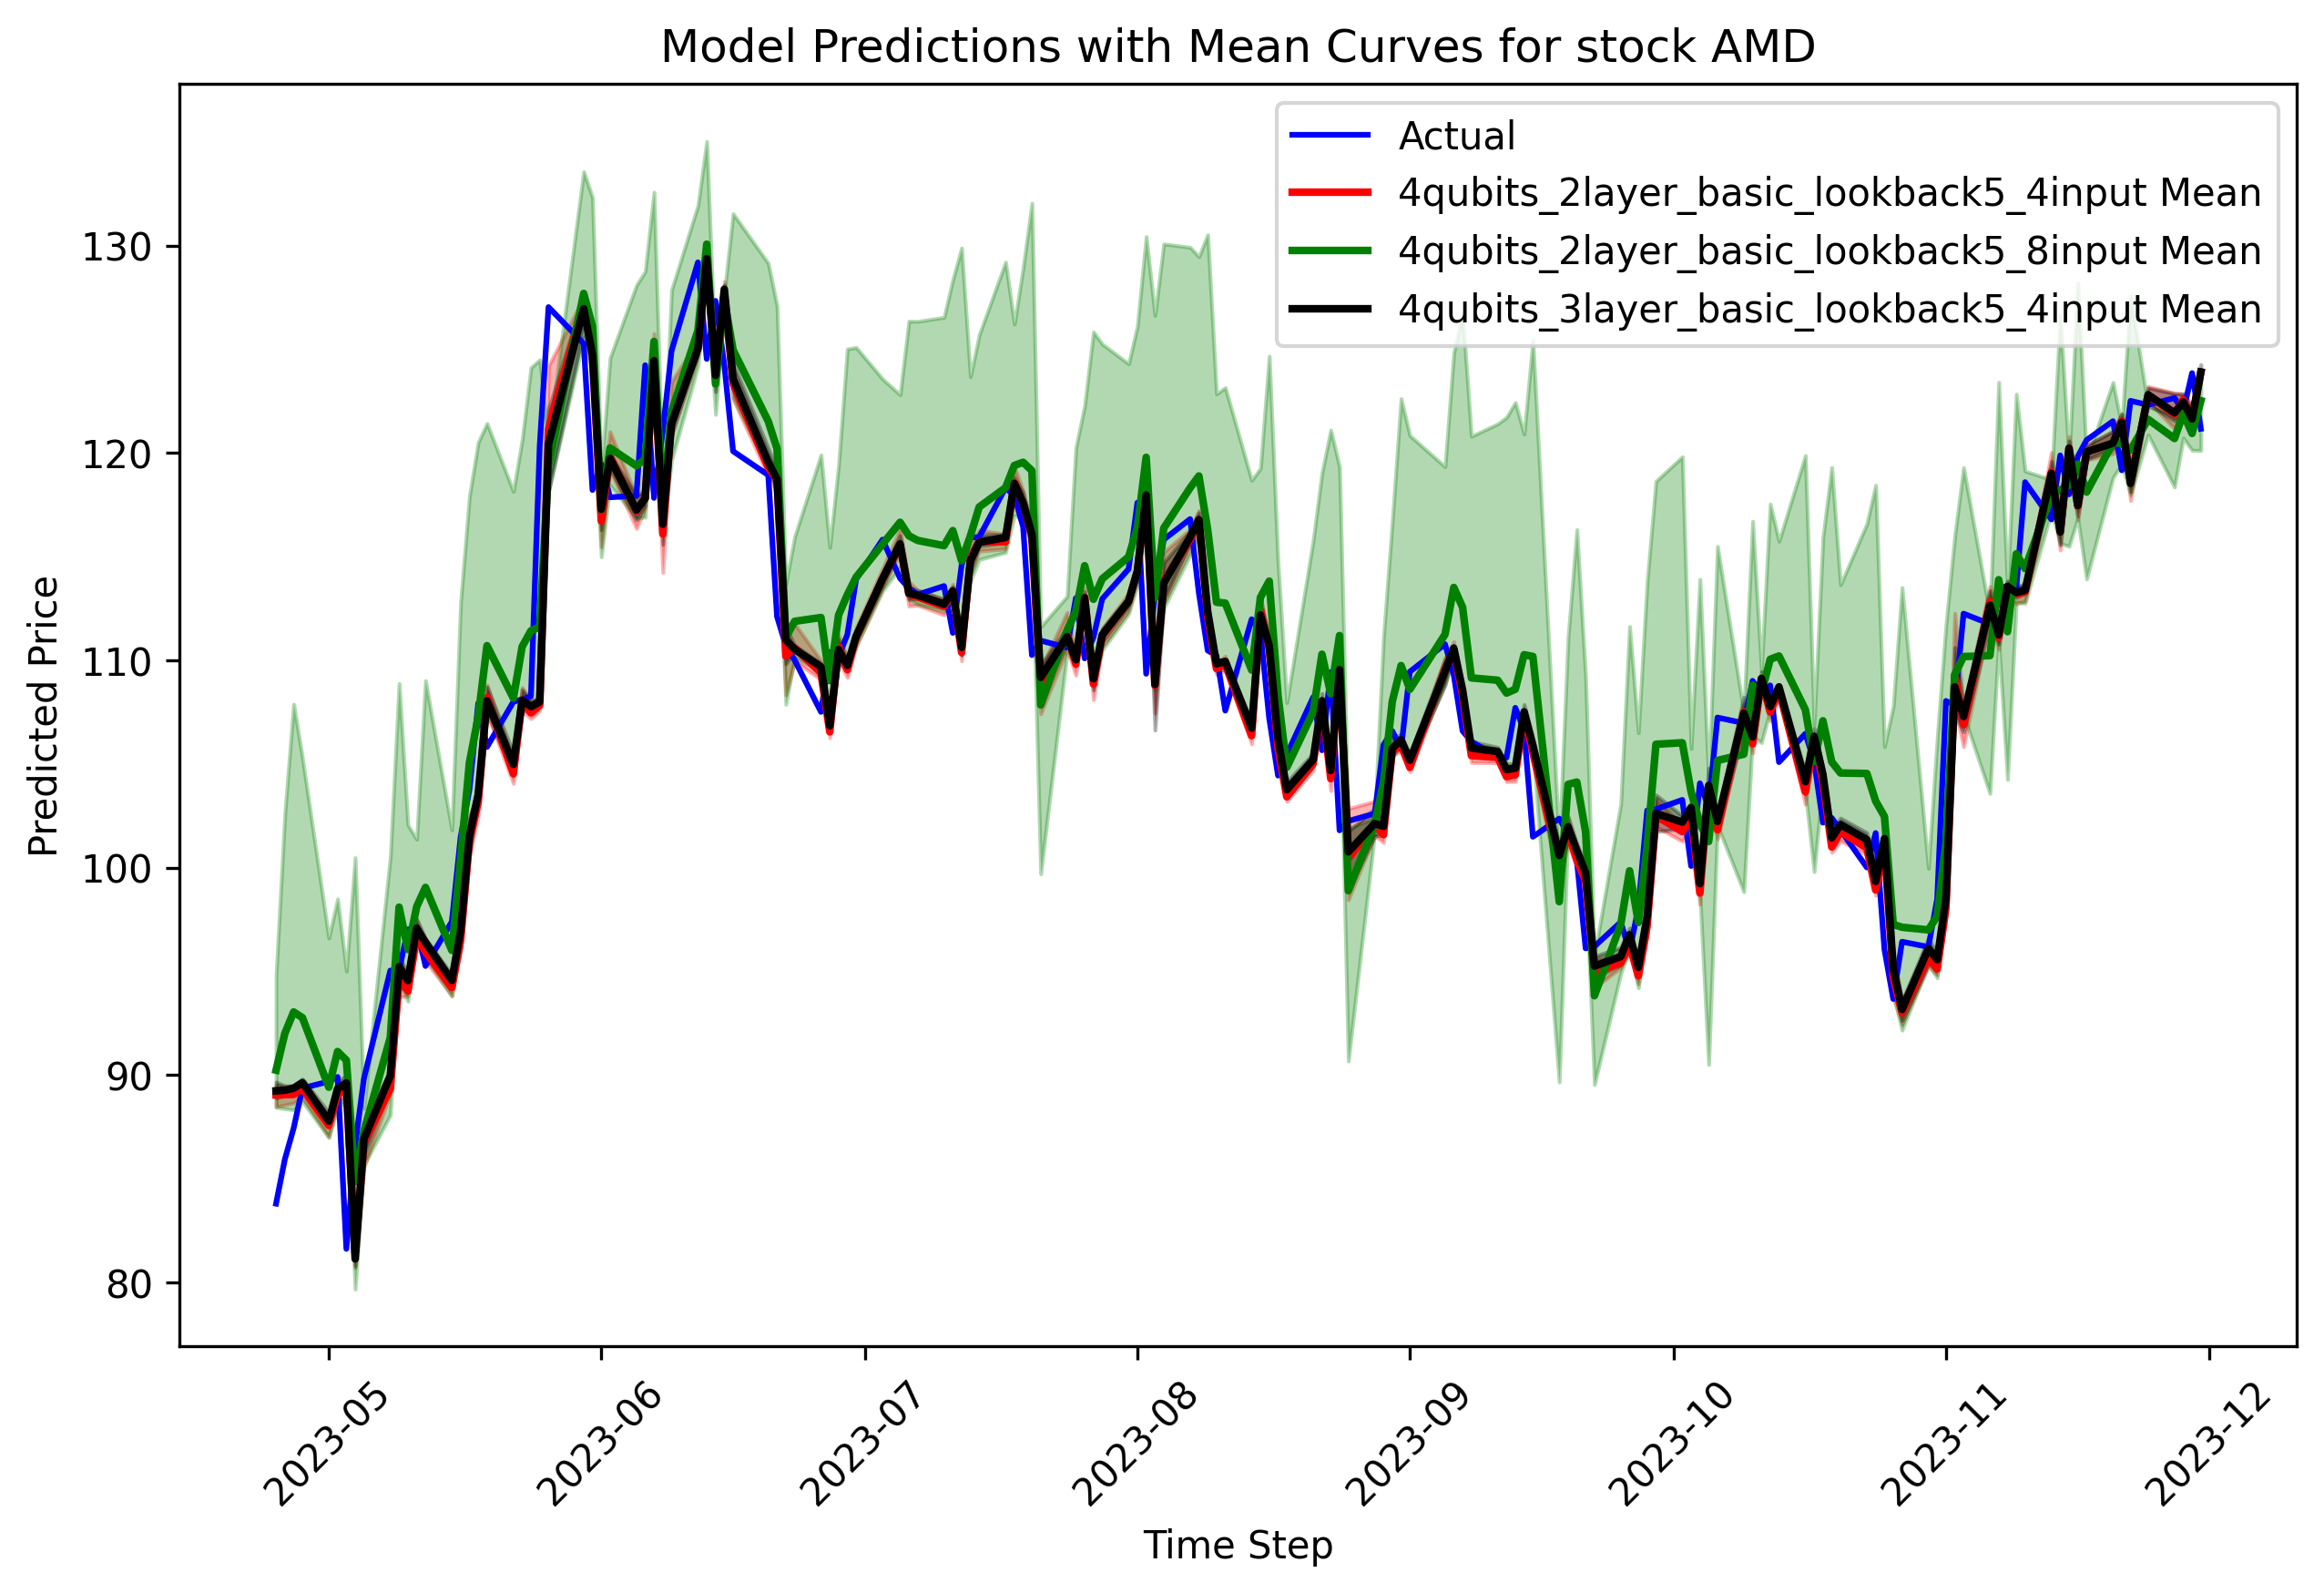 Model Predictions with Mean Curves for stock AMD
Actual
4qubits_2layer_basic_lookback5_4input Mean
4qubits_2layer_basic_lookback5_8input Mean
4qubits_3layer_basic_lookback5_4input Mean
Predicted Price
130
120
110
100
90
80
2023-05
2023-06
2023-07
2023-08
2023-09
2023-10
2023-11
2023-12
Time Step